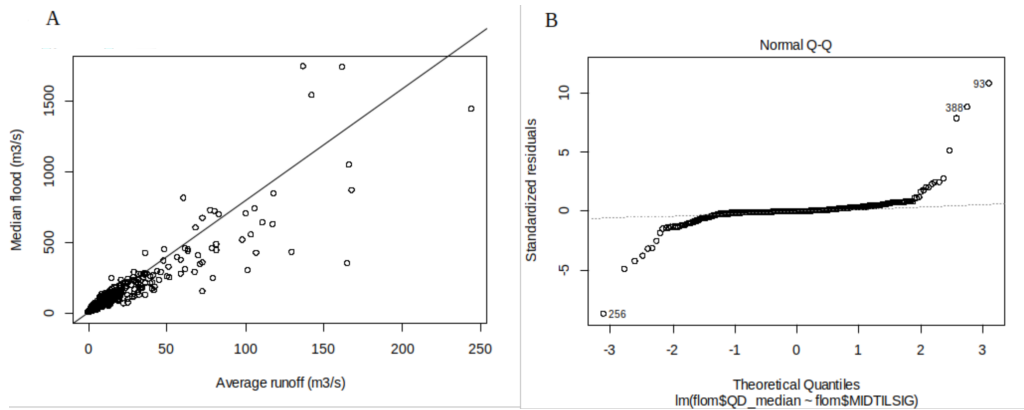 A
Median flood (m3/s)
1500
1000
500
0
0 50 100 150 200 250
Average runoff (m3/s)
B
Normal Q-Q
Standardized residuals
10
5
0
-5
93
388
256
-3 -2 -1 0 1 2 3
Theoretical Quantiles
lm(flom$QD_median ~ flom$MIDTILSIG)